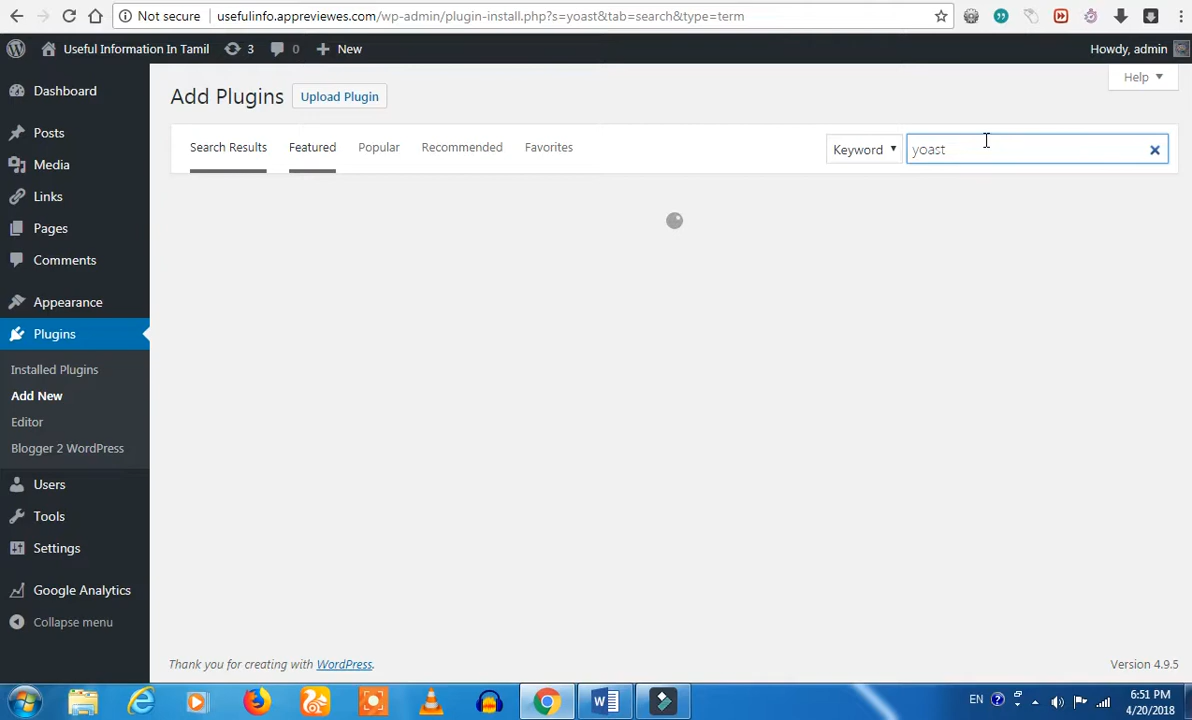 Not secure usefulinfo.appreviewes.com/wp-admin/plugin-install.php?s=yoast&tab=search&type=term
Useful Information In Tamil 3 0 New Howdy, admin
Help
Dashboard
Add Plugins Upload Plugin
Posts
Search Results Featured Popular Recommended Favorites Keyword yoast
Media
Links
Pages
Comments
Appearance
Plugins
Installed Plugins
Add New
Editor
Blogger 2 WordPress
Users
Tools
Settings
Google Analytics
Collapse menu
Thank you for creating with WordPress. Version 4.9.5
EN 6:51 PM
4/20/2018